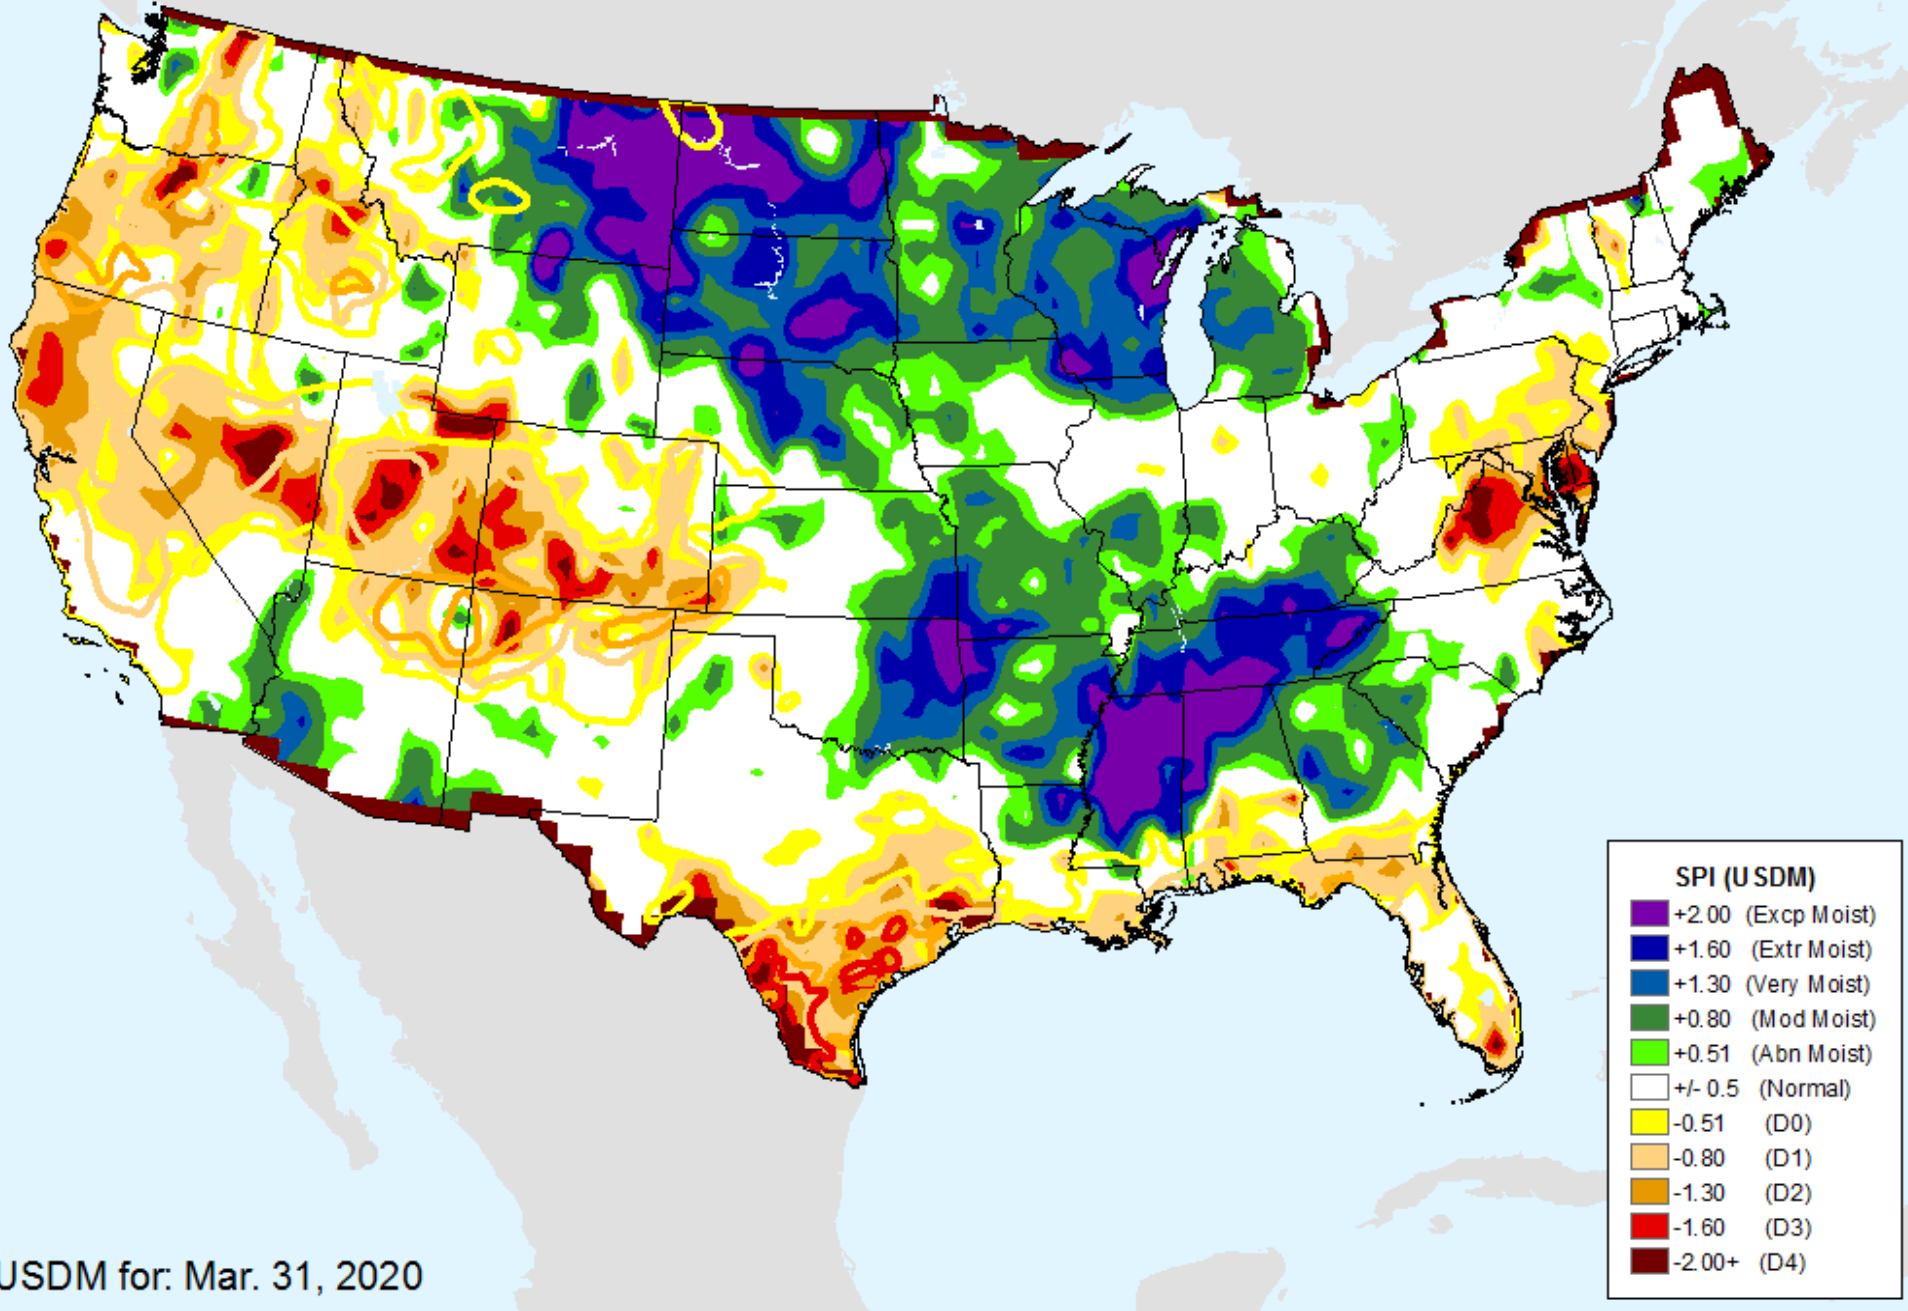 SPI (USDM)
+2.00 (Excp Moist)
+1.60 (Extr Moist)
+1.30 (Very Moist)
+0.80 (Mod Moist)
+0.51 (Abn Moist)
+/- 0.5 (Normal)
-0.51 (D0)
-0.80 (D1)
-1.30 (D2)
-1.60 (D3)
-2.00+ (D4)
USDM for: Mar. 31, 2020